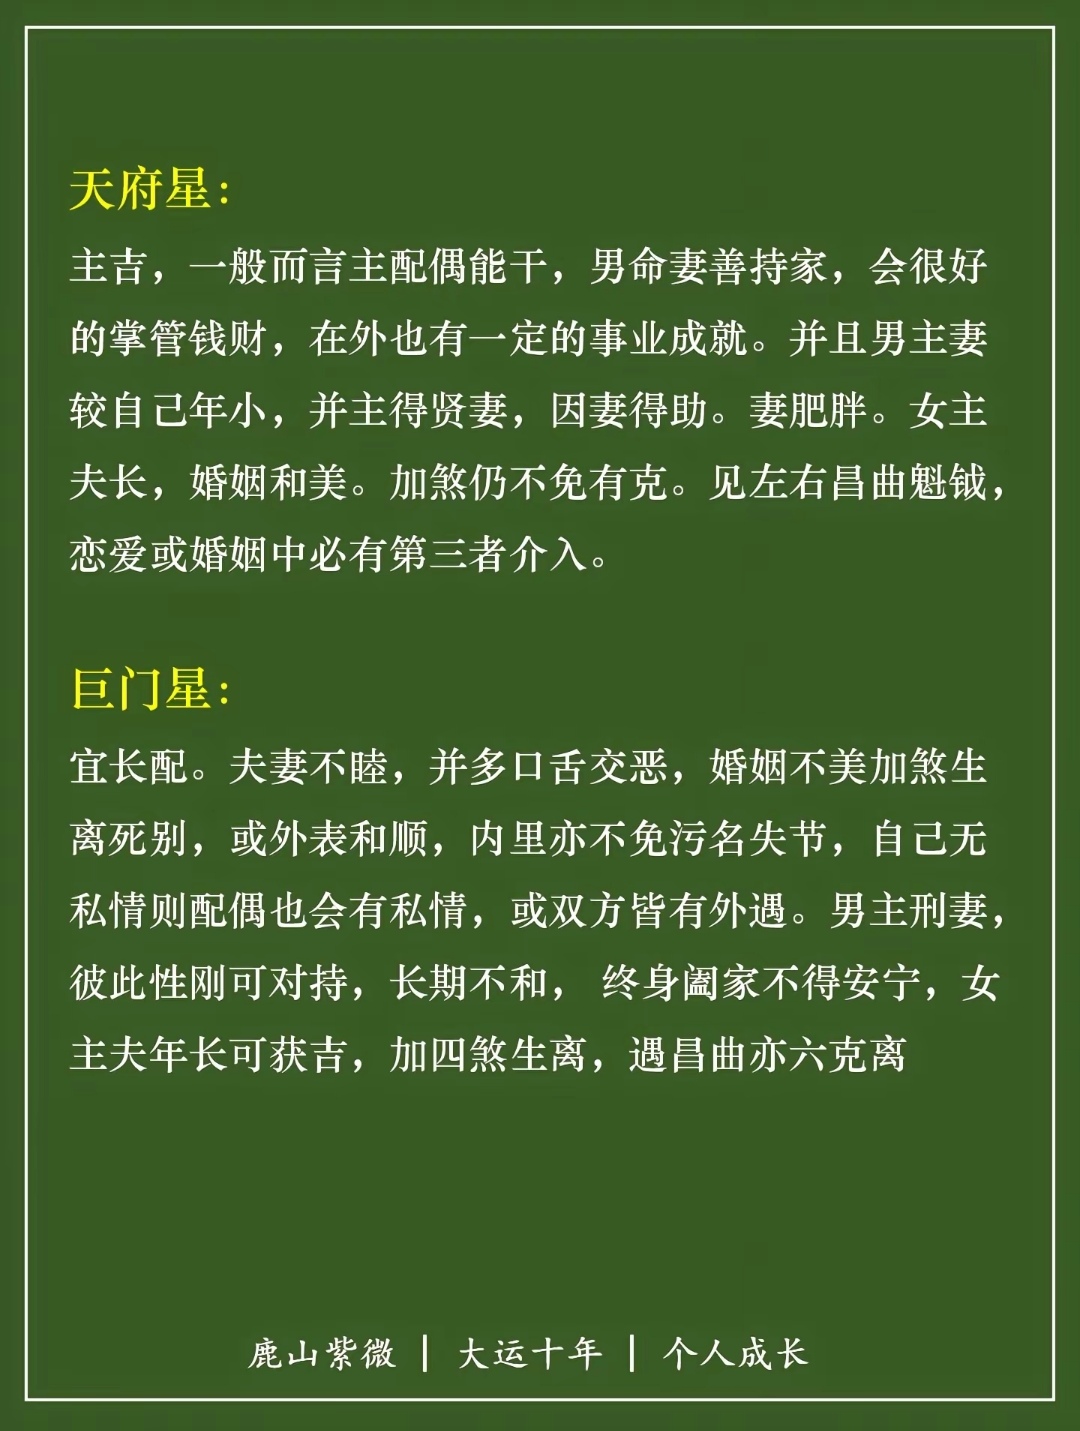 天府星：
主吉，一般而言主配偶能干，男命妻善持家，会很好
的掌管钱财，在外也有一定的事业成就。并且男主妻
较自己年小，并主得贤妻，因妻得助。妻肥胖。女主
夫长，婚姻和美。加煞仍不免有克。见左右昌曲魁钺，
恋爱或婚姻中必有第三者介入。
巨门星：
宜长配。夫妻不睦，并多口舌交恶，婚姻不美加煞生
离死别，或外表和顺，内里亦不免污名失节，自己无
私情则配偶也会有私情，或双方皆有外遇。男主刑妻，
彼此性刚可对持，长期不和， 终身阖家不得安宁，女
主夫年长可获吉，加四煞生离，遇昌曲亦六克离
鹿山紫微 | 大运十年 | 个人成长